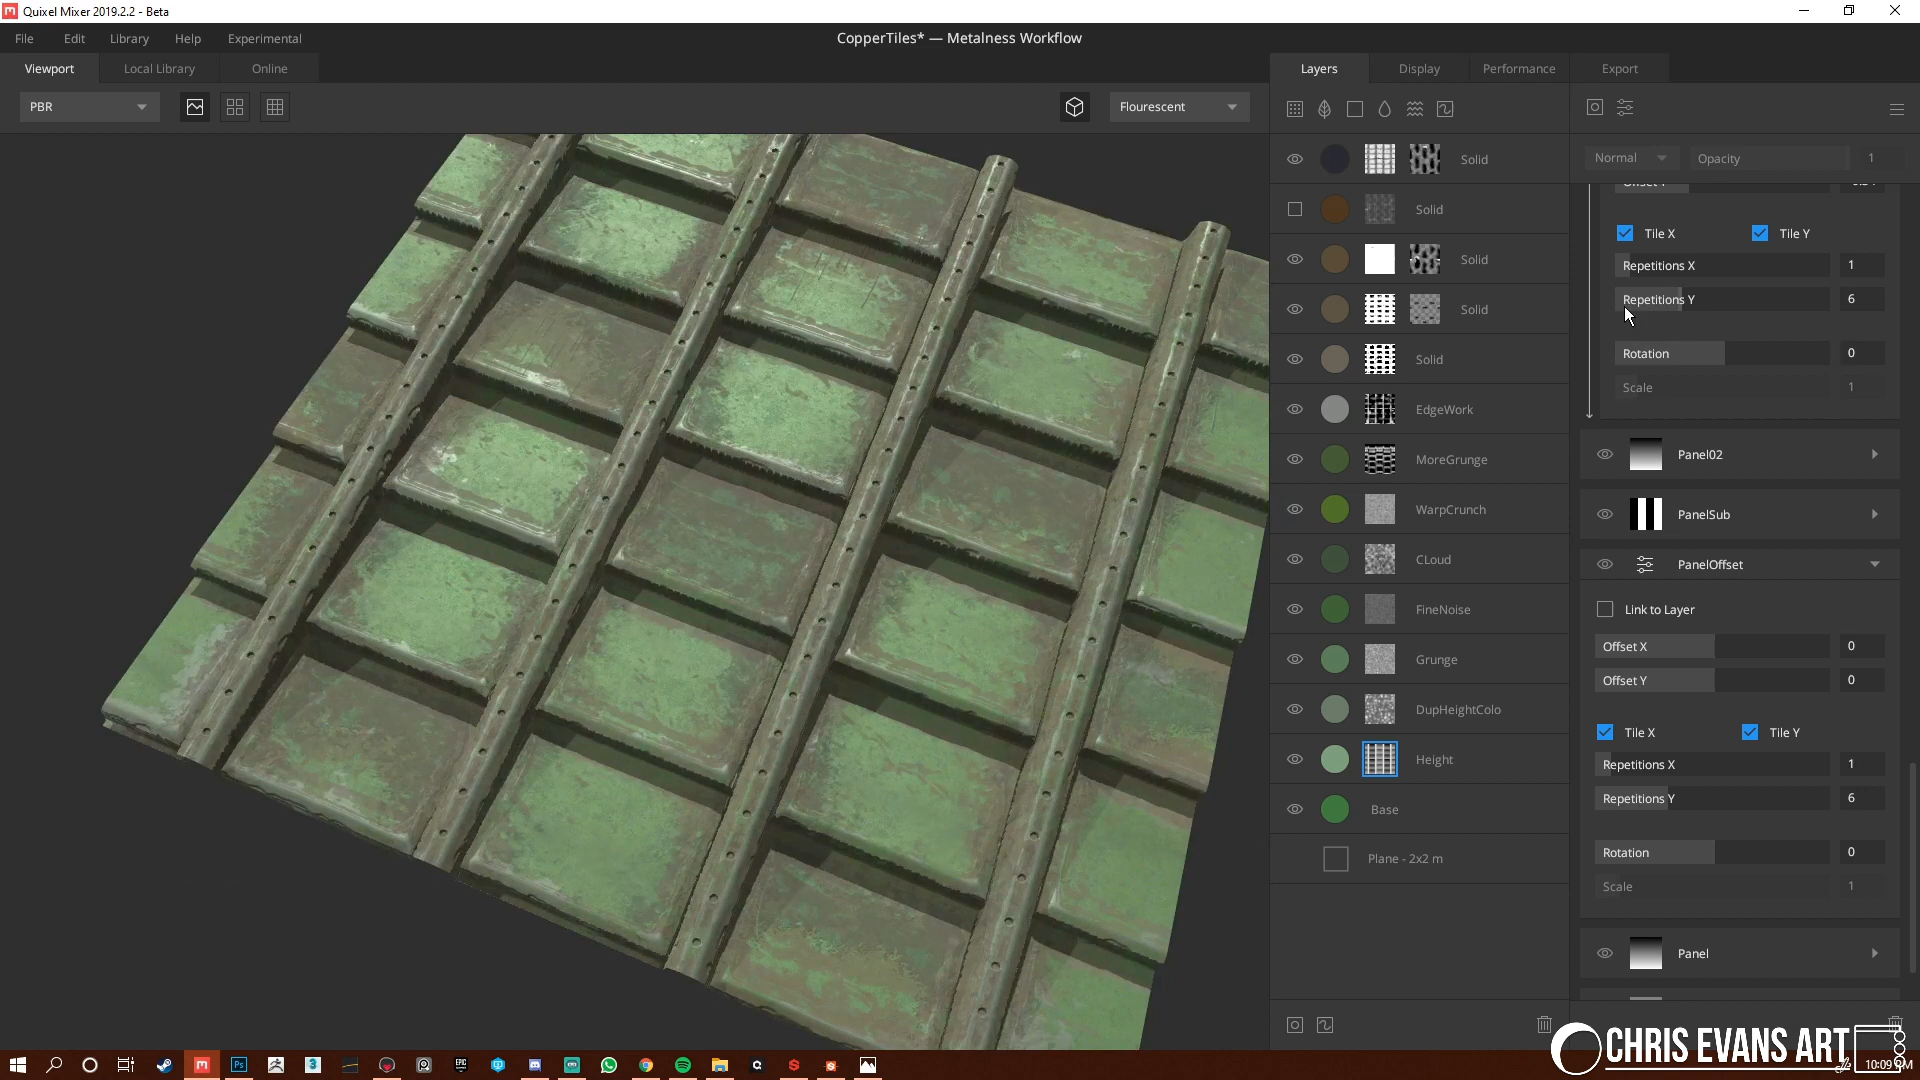 Quixel Mixer 2019.2.2 - Beta
File Edit Library Help Experimental
CopperTiles* — Metalness Workflow
Viewport Local Library Online
Layers Display Performance Export
PBR
Flourescent
Normal Opacity 1
Solid
Solid
Solid
Solid
Solid
EdgeWork
MoreGrunge
WarpCrunch
CLoud
FineNoise
Grunge
DupHeightColo
Height
Base
Plane - 2x2 m
Tile X Tile Y
Repetitions X 1
Repetitions Y 6
Rotation 0
Scale 1
Panel02
PanelSub
PanelOffset
Link to Layer
Offset X 0
Offset Y 0
Tile X Tile Y
Repetitions X 1
Repetitions Y 6
Rotation 0
Scale 1
Panel
CHRIS EVANS ART
10:09 PM